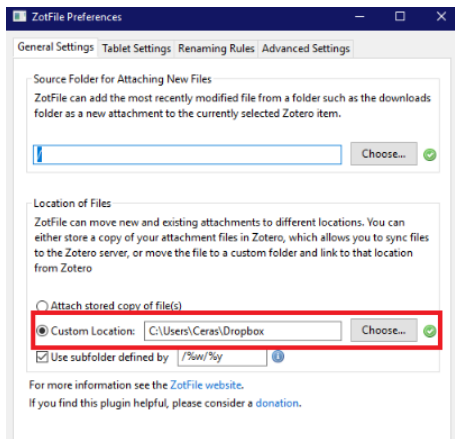 ZotFile Preferences
General Settings Tablet Settings Renaming Rules Advanced Settings
Source Folder for Attaching New Files
ZotFile can add the most recently modified file from a folder such as the downloads
folder as a new attachment to the currently selected Zotero item.
/
Choose...
Location of Files
ZotFile can move new and existing attachments to different locations. You can
either store a copy of your attachment files in Zotero, which allows you to sync files
to the Zotero server, or move the file to a custom folder and link to that location
from Zotero
Attach stored copy of file(s)
Custom Location: C:\Users\Ceras\Dropbox Choose...
Use subfolder defined by /%w/%y
For more information see the ZotFile website.
If you find this plugin helpful, please consider a donation.